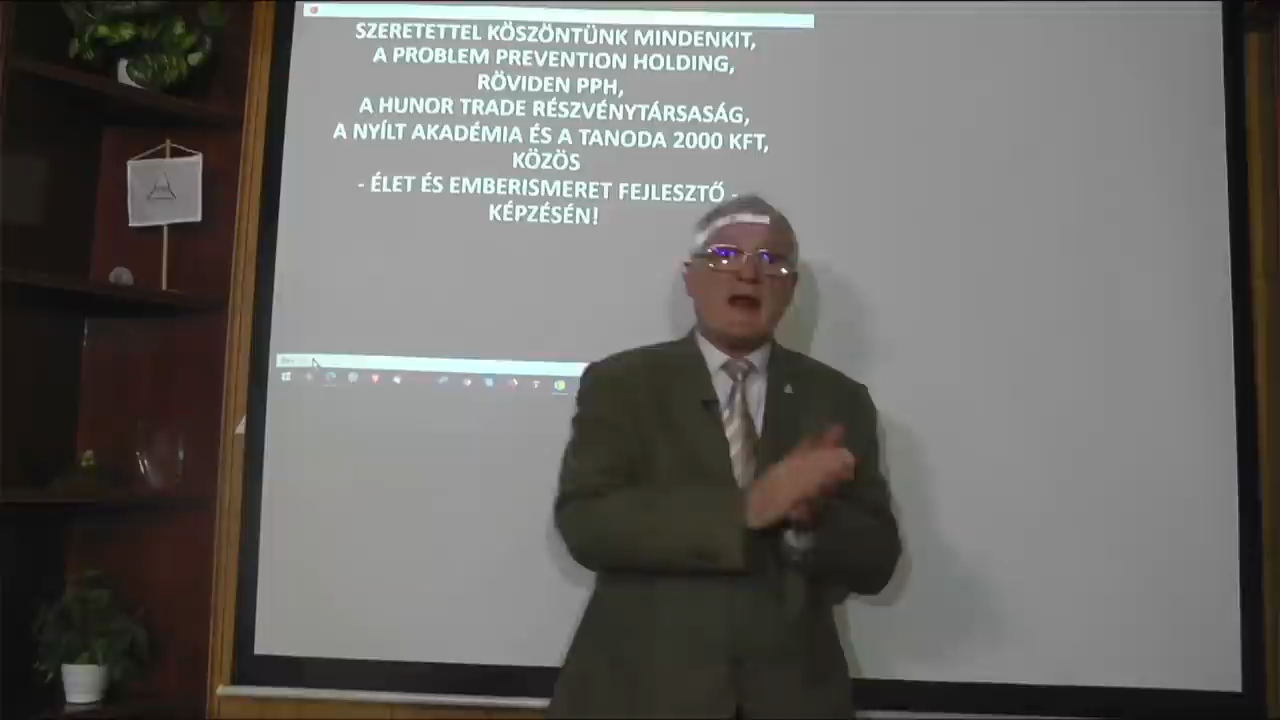 SZERETETTEL KÖSZÖNTÜNK MINDENKIT,
A PROBLEM PREVENTION HOLDING,
RÖVIDEN PPH,
A HUNOR TRADE RÉSZVÉNYTÁRSASÁG,
A NYÍLT AKADÉMIA ÉS A TANODA 2000 KFT,
KÖZÖS
- ÉLET ÉS EMBERISMERET FEJLESZTŐ -
KÉPZÉSÉN!